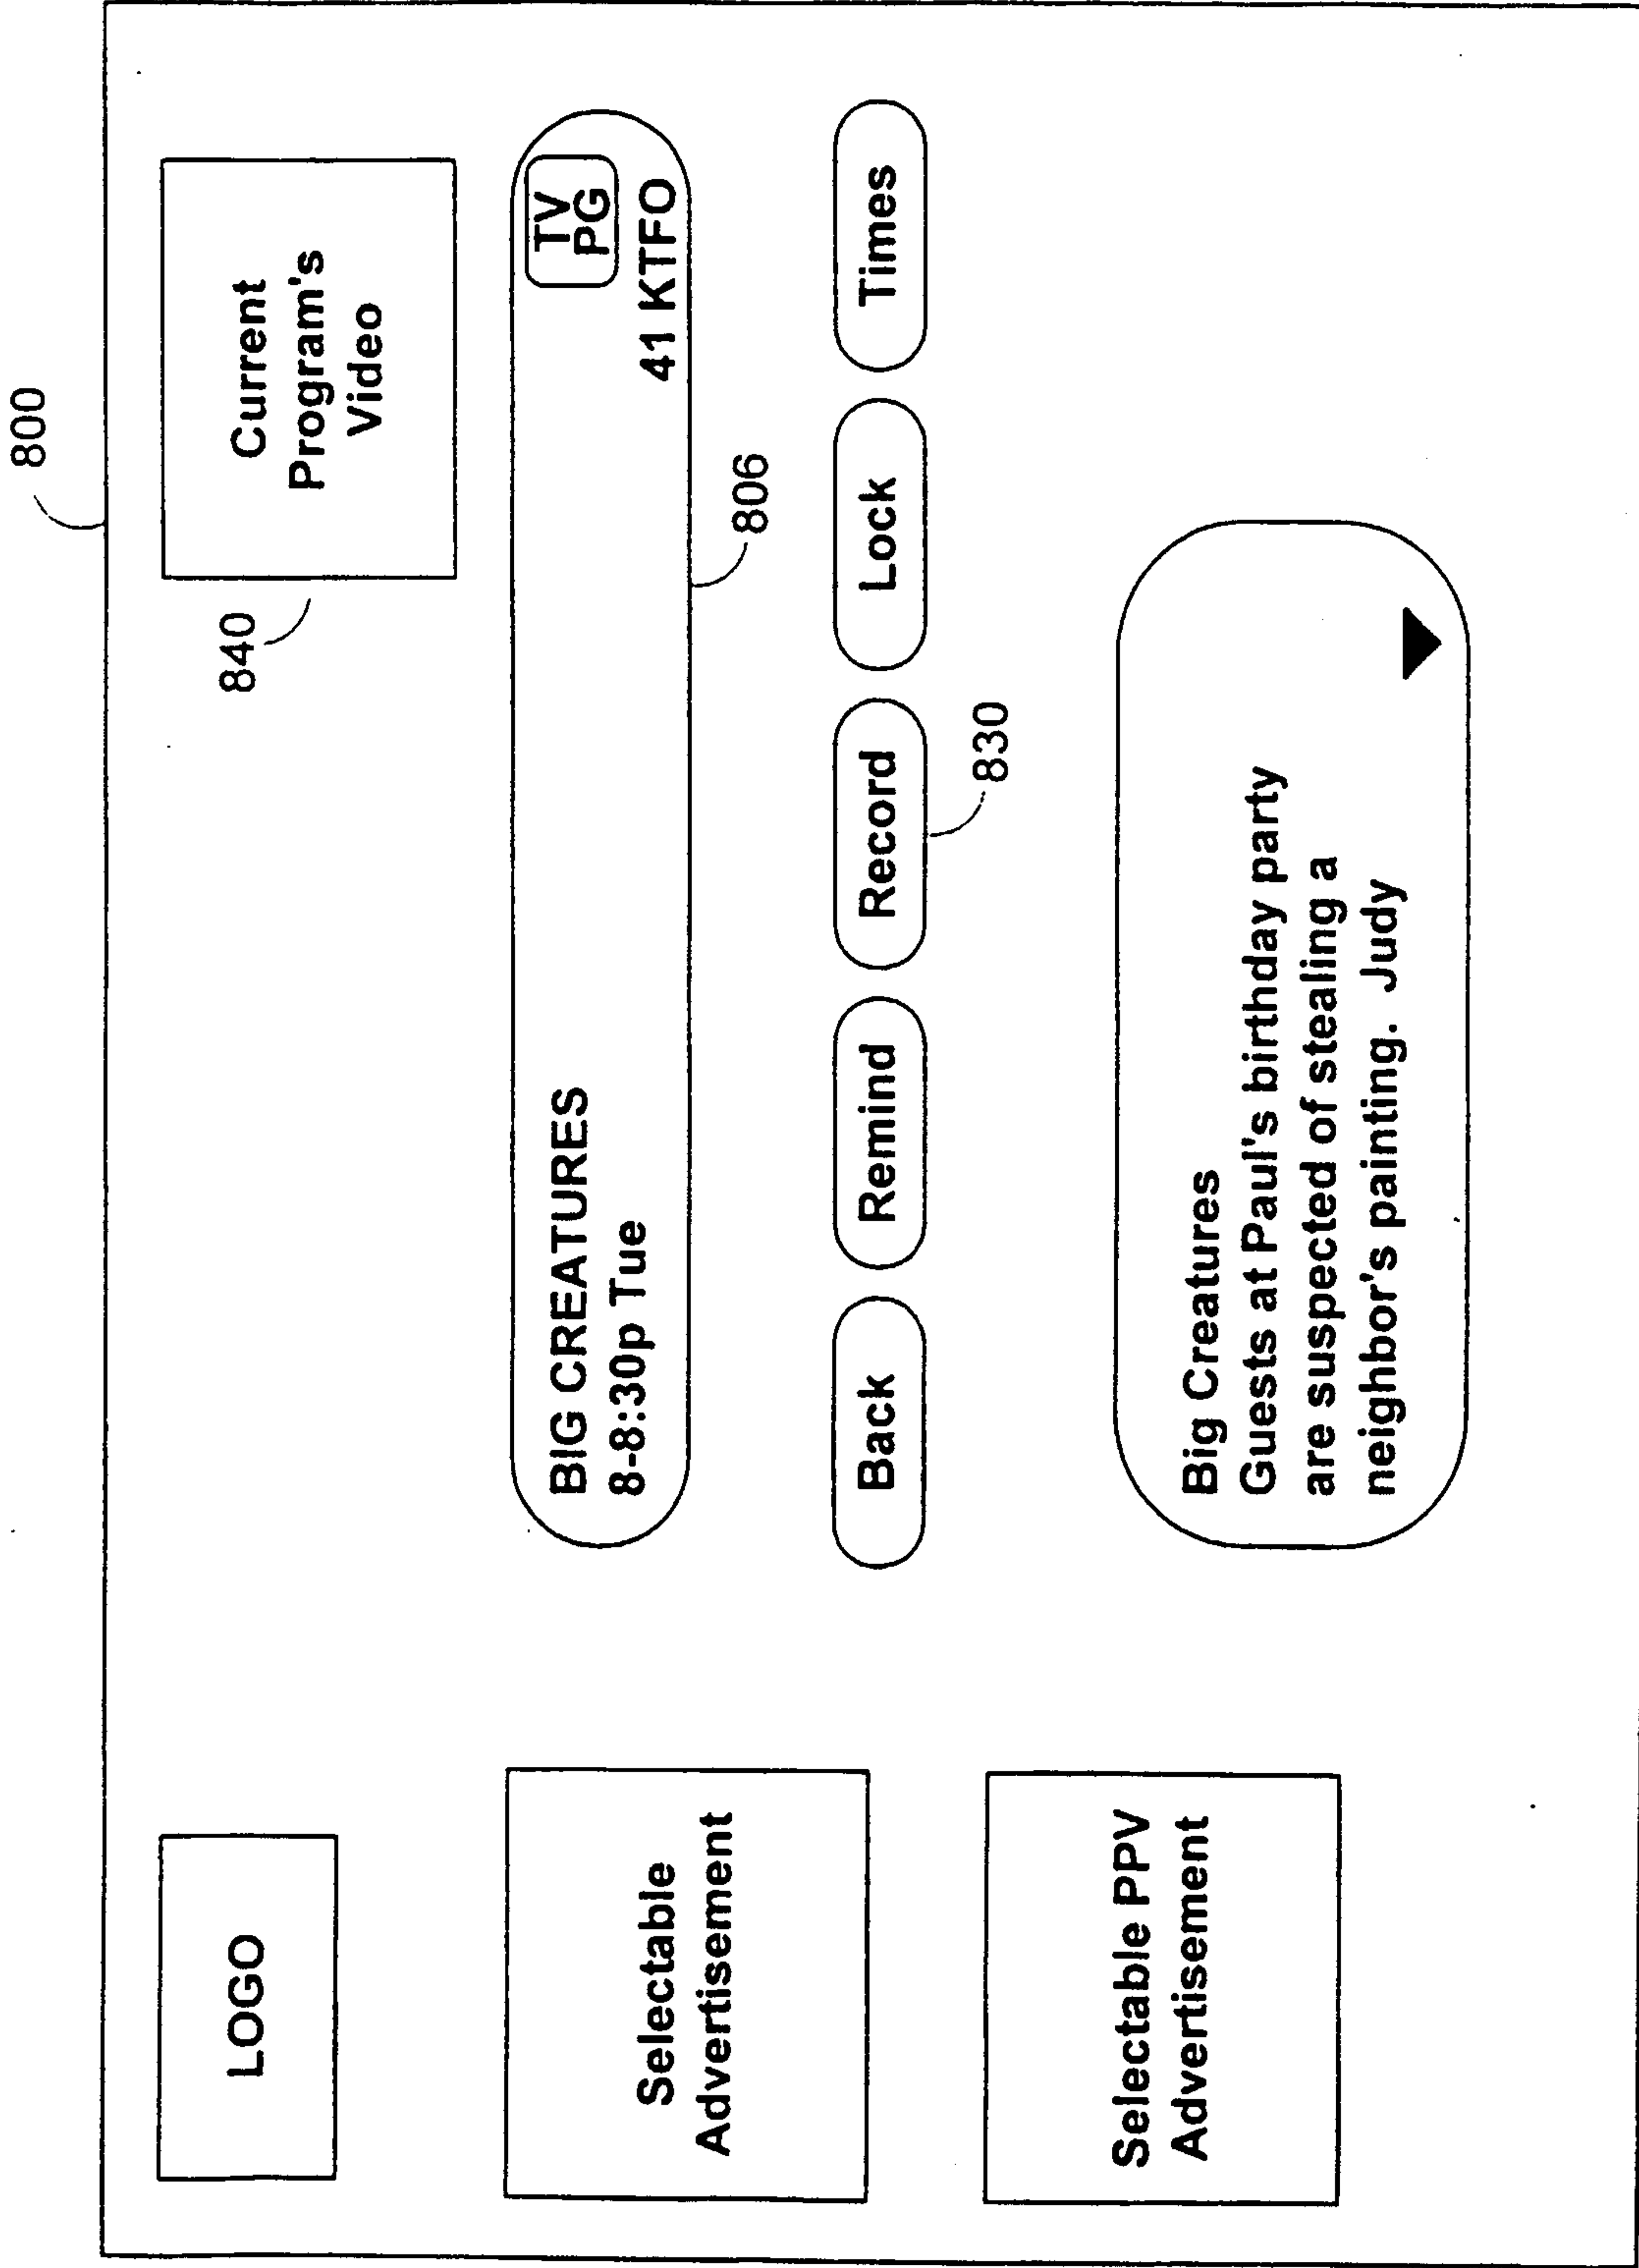 800
LOGO
840
Current
Program's
Video
Selectable
Advertisement
BIG CREATURES
8-8:30p Tue
TV
PG
41 KTFO
806
Back
Remind
Record
Lock
Times
830
Selectable PPV
Advertisement
Big Creatures
Guests at Paul's birthday party
are suspected of stealing a
neighbor's painting.  Judy